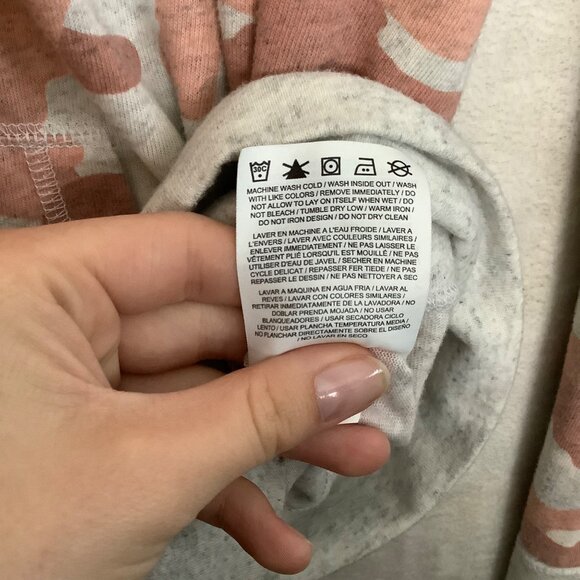 30C
MACHINE WASH COLD / WASH INSIDE OUT / WASH
WITH LIKE COLORS / REMOVE IMMEDIATELY / DO
NOT ALLOW TO LAY ON ITSELF WHEN WET / DO
NOT BLEACH / TUMBLE DRY LOW / WARM IRON /
DO NOT IRON DESIGN / DO NOT DRY CLEAN
LAVER EN MACHINE A L'EAU FROIDE / LAVER A
L'ENVERS / LAVER AVEC COULEURS SIMILAIRES /
ENLEVER IMMEDIATEMENT / NE PAS LAISSER LE
VÊTEMENT PLIÉ LORSQU'IL EST MOUILLÉ / NE PAS
UTILISER D'EAU DE JAVEL / SECHER EN MACHINE
CYCLE DELICAT / REPASSER FER TIEDE / NE PAS
REPASSER LE DESSIN / NE PAS NETTOYER A SEC
LAVAR A MAQUINA EN AGUA FRIA / LAVAR AL
REVES / LAVAR CON COLORES SIMILARES /
RETIRAR INMEDIATAMENTE DE LA LAVADORA / NO
DOBLAR PRENDA MOJADA / NO USAR
BLANQUEADORES / USAR SECADORA CICLO
LENTO / USAR PLANCHA TEMPERATURA MEDIA /
NO PLANCHAR DIRECTAMENTE SOBRE EL DISEÑO
/ NO LAVAR EN SECO